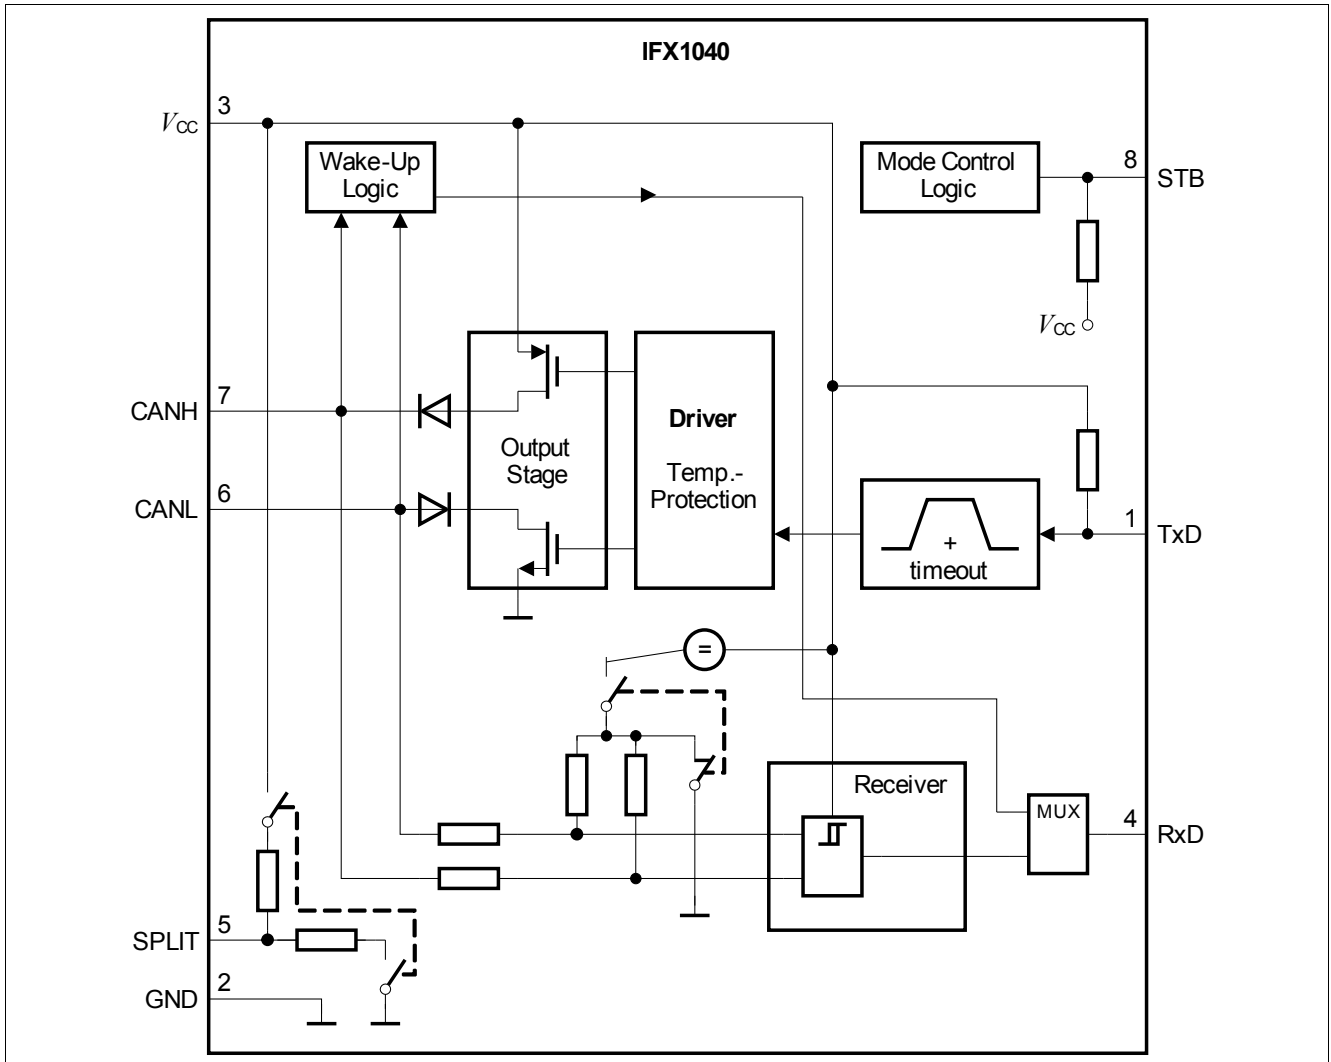 IFX1040
3
VCC
Wake-Up
Logic
Mode Control
Logic
8
STB
VCC
7
CANH
Driver
Output
Stage
Temp.-
Protection
6
CANL
1
TxD
+
timeout
=
Receiver
MUX
4
RxD
5
SPLIT
2
GND